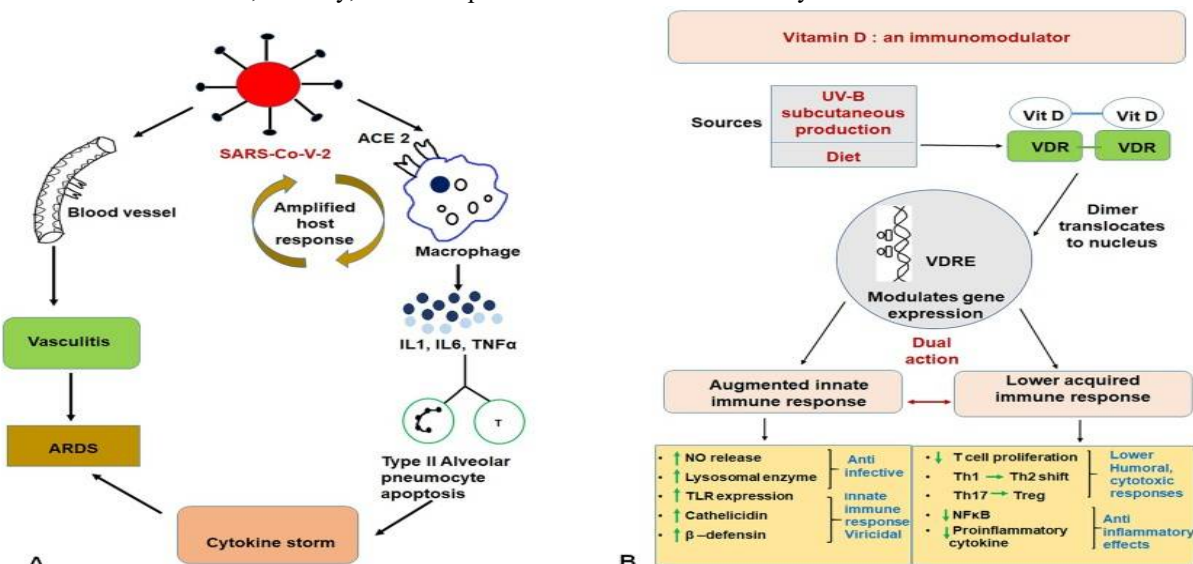 SARS-Co-V-2
ACE 2
Blood vessel
Amplified
host
response
Macrophage
IL1, IL6, TNFα
T
Vasculitis
ARDS
Type II Alveolar
pneumocyte
apoptosis
Cytokine storm
A
Vitamin D : an immunomodulator
Sources
UV-B
subcutaneous
production
Diet
Vit D
Vit D
VDR
VDR
Dimer
translocates
to nucleus
VDRE
Modulates gene
expression
Dual
action
Augmented innate
immune response
Lower acquired
immune response
• ↑ NO release
• ↑ Lysosomal enzyme
• ↑ TLR expression
• ↑ Cathelicidin
• ↑ β –defensin
Anti
infective
Innate
immune
response
Viricidal
• ↓ T cell proliferation
• Th1 → Th2 shift
• Th17 → Treg
• ↓ NFκB
• ↓ Proinflammatory
cytokine
Lower
Humoral,
cytotoxic
responses
Anti
inflammatory
effects
B